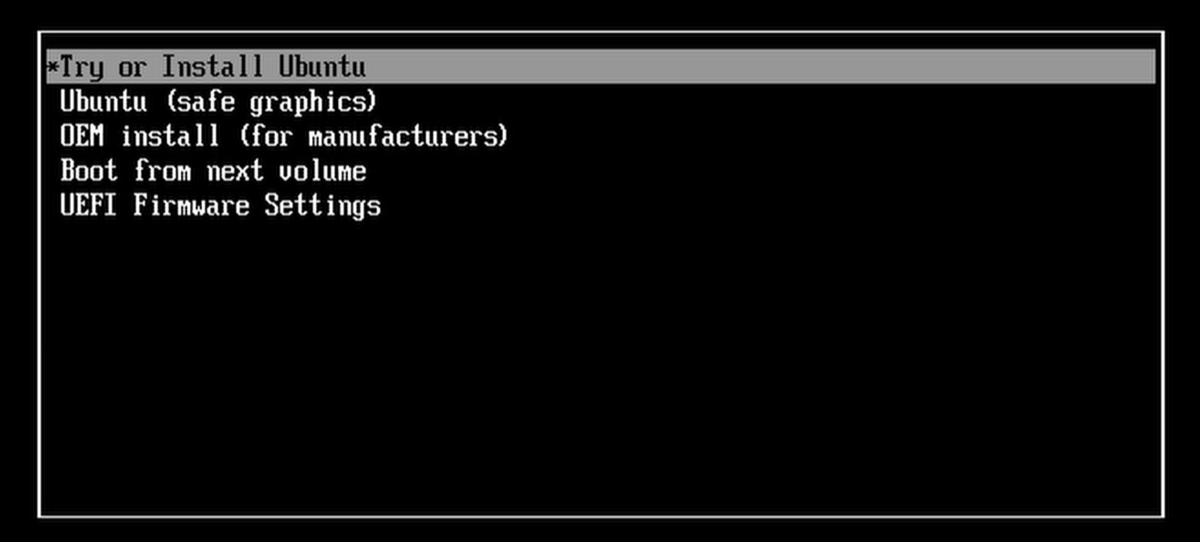 *Try or Install Ubuntu
Ubuntu (safe graphics)
OEM install (for manufacturers)
Boot from next volume
UEFI Firmware Settings